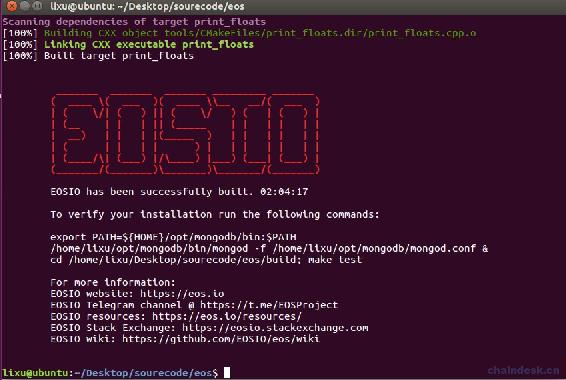 lixu@ubuntu: ~/Desktop/sourecode/eos
Scanning dependencies of target print_floats
[100%] Building CXX object tools/CMakeFiles/print_floats.dir/print_floats.cpp.o
[100%] Linking CXX executable print_floats
[100%] Built target print_floats
EOSIO
EOSIO has been successfully built. 02:04:17
To verify your installation run the following commands:
export PATH=${HOME}/opt/mongodb/bin:$PATH
/home/lixu/opt/mongodb/bin/mongod -f /home/lixu/opt/mongodb/mongod.conf &
cd /home/lixu/Desktop/sourecode/eos/build; make test
For more information:
EOSIO website: https://eos.io
EOSIO Telegram channel @ https://t.me/EOSProject
EOSIO resources: https://eos.io/resources/
EOSIO Stack Exchange: https://eosio.stackexchange.com
EOSIO wiki: https://github.com/EOSIO/eos/wiki
lixu@ubuntu:~/Desktop/sourecode/eos$
chaindesk.cn